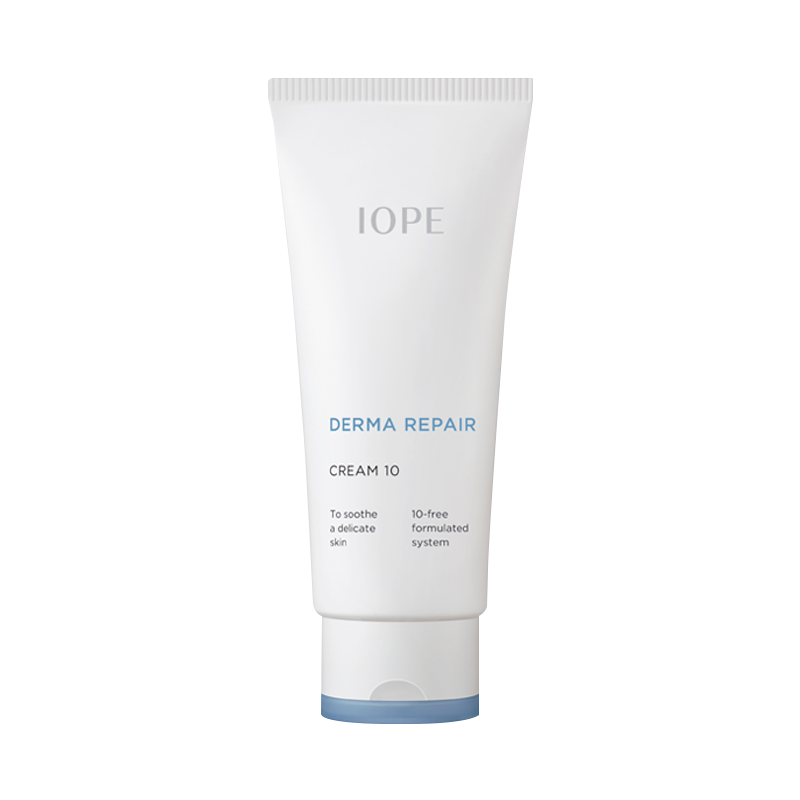 IOPE
DERMA REPAIR
CREAM 10
To soothe
a delicate
skin
10-free
formulated
system